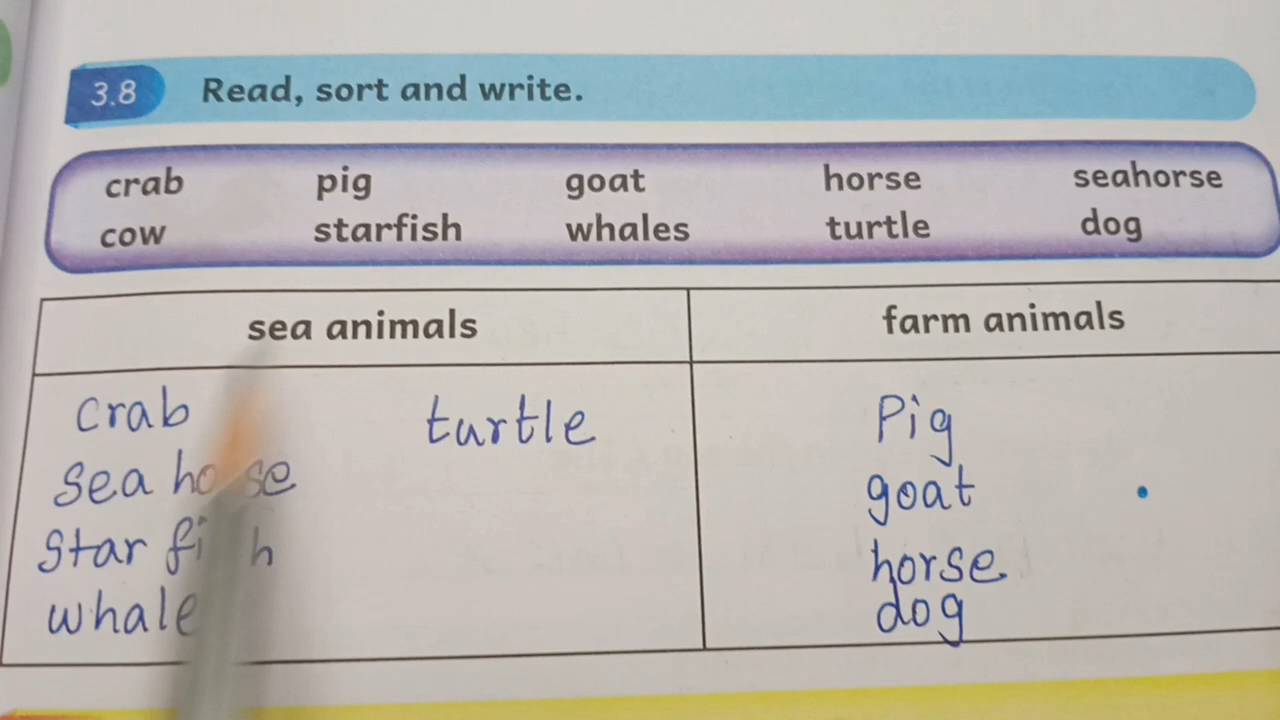 3.8 Read, sort and write.
crab pig goat horse seahorse
cow starfish whales turtle dog
sea animals farm animals
crab turtle Pig
goat
horse
dog